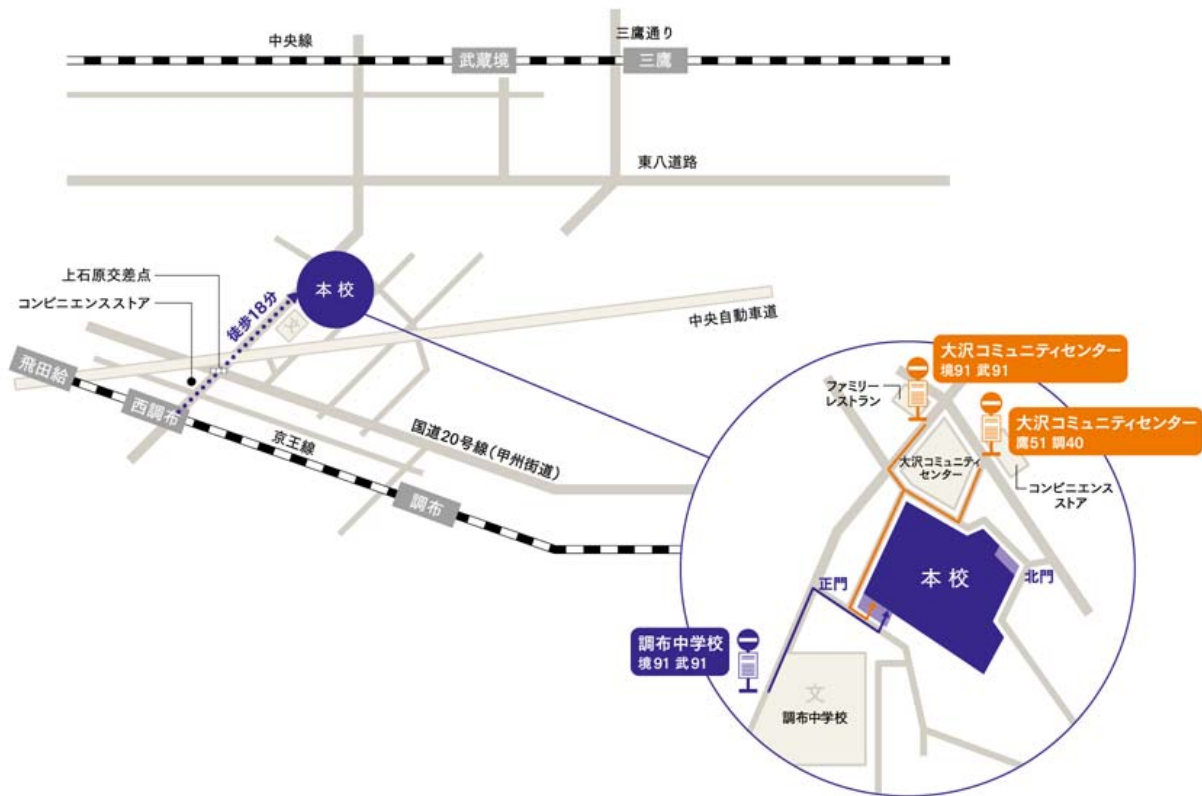 中央線
武蔵境
三鷹通り
三鷹
東八道路
上石原交差点
コンビニエンスストア
徒歩18分
本校
文
中央自動車道
飛田給
西調布
京王線
国道20号線(甲州街道)
調布
大沢コミュニティセンター
境91 武91
ファミリー
レストラン
大沢コミュニティセンター
鷹51 調40
大沢コミュニティ
センター
コンビニエンス
ストア
本校
正門
北門
調布中学校
境91 武91
文
調布中学校